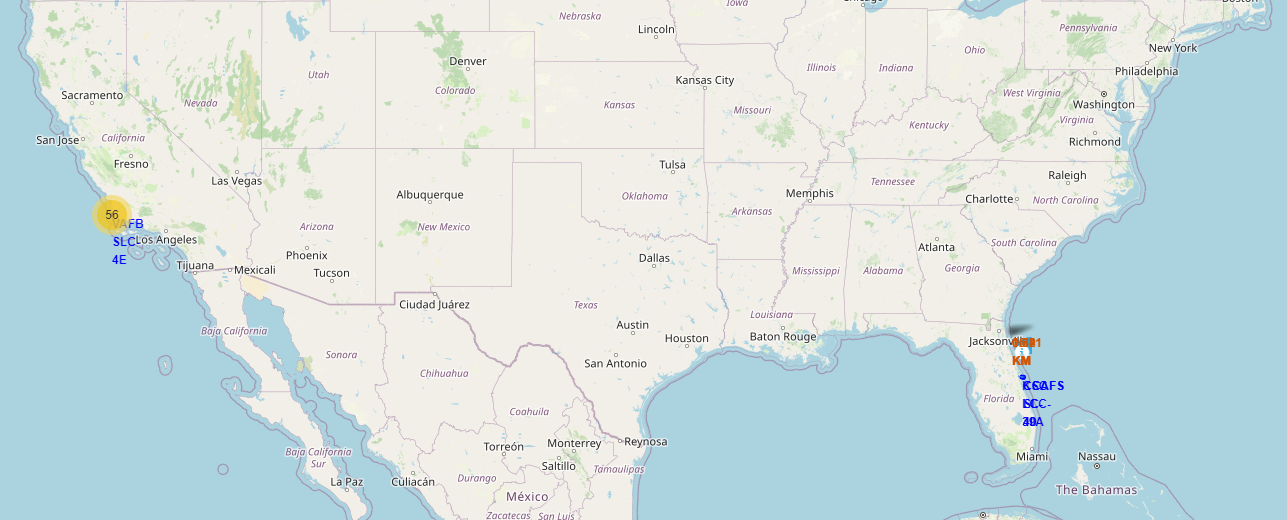 Nebraska
Iowa
Lincoln
Pennsylvania
New York
Ohio
Philadelphia
Denver
Utah
Colorado
Kansas City
Illinois
Indiana
West Virginia
Washington
Sacramento
Nevada
Kansas
Missouri
Virginia
Kentucky
Richmond
San Jose
California
Fresno
Las Vegas
Tulsa
Raleigh
Albuquerque
Oklahoma
Memphis
Tennessee
Charlotte
North Carolina
56
VAFB
SLC-
4E
Los Angeles
Arizona
New Mexico
Arkansas
Atlanta
South Carolina
Phoenix
Tucson
Tijuana
Mexicali
Dallas
Mississippi
Alabama
Georgia
Ciudad Juárez
Texas
Louisiana
Baja California
Austin
Houston
Baton Rouge
Sonora
San Antonio
KM
Chihuahua
Florida
Coahuila
Baja California
Sur
Torreón
Monterrey
Reynosa
Miami
Nassau
Saltillo
Tamaulipas
La Paz
Culiacán
Durango
México
The Bahamas
Zacatecas
San Luis